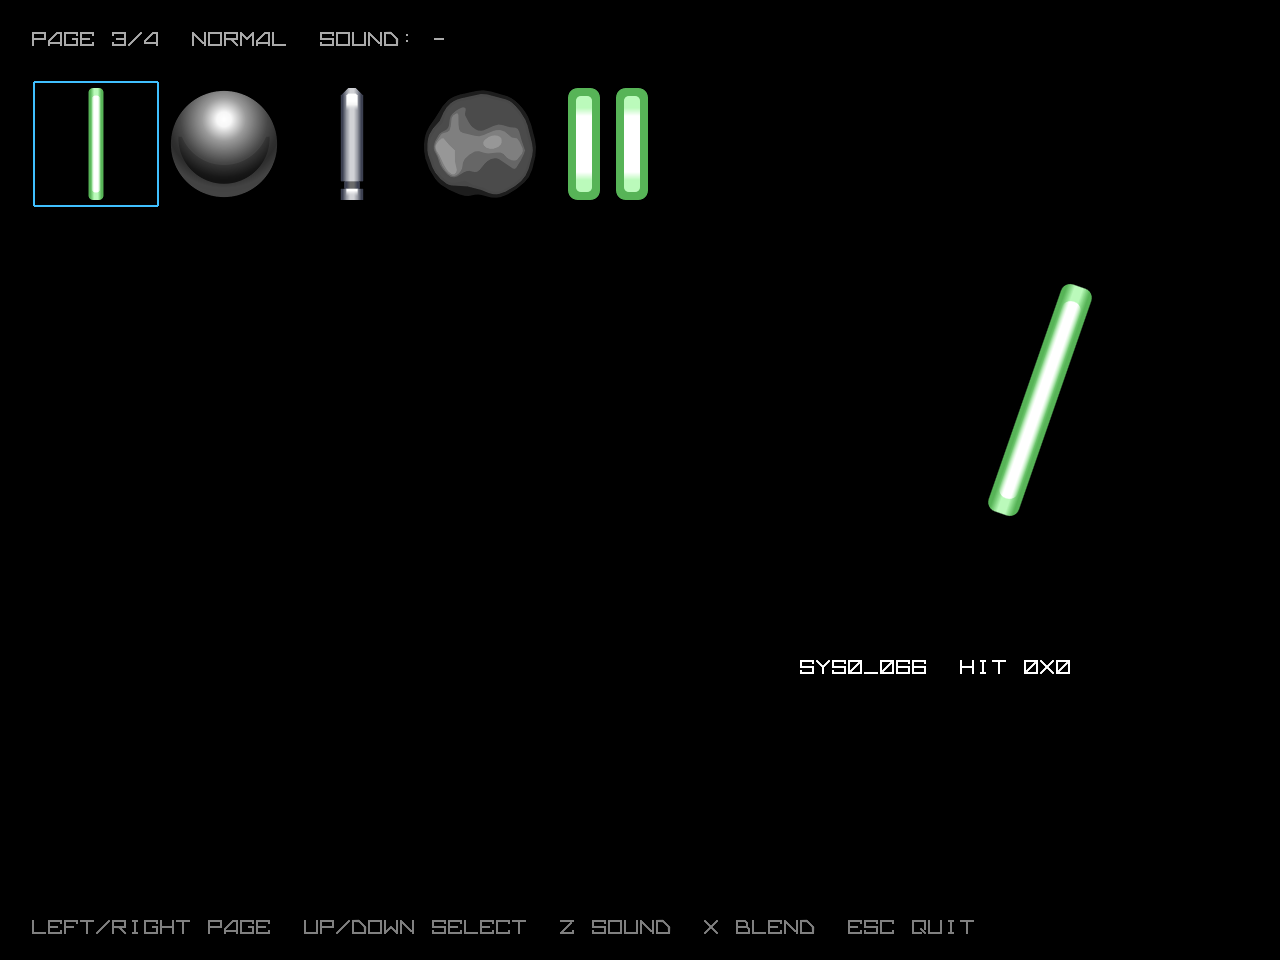 PAGE 3/4 NORMAL SOUND: -
SYS0_066 HIT 0X0
LEFT/RIGHT PAGE UP/DOWN SELECT Z SOUND X BLEND ESC QUIT